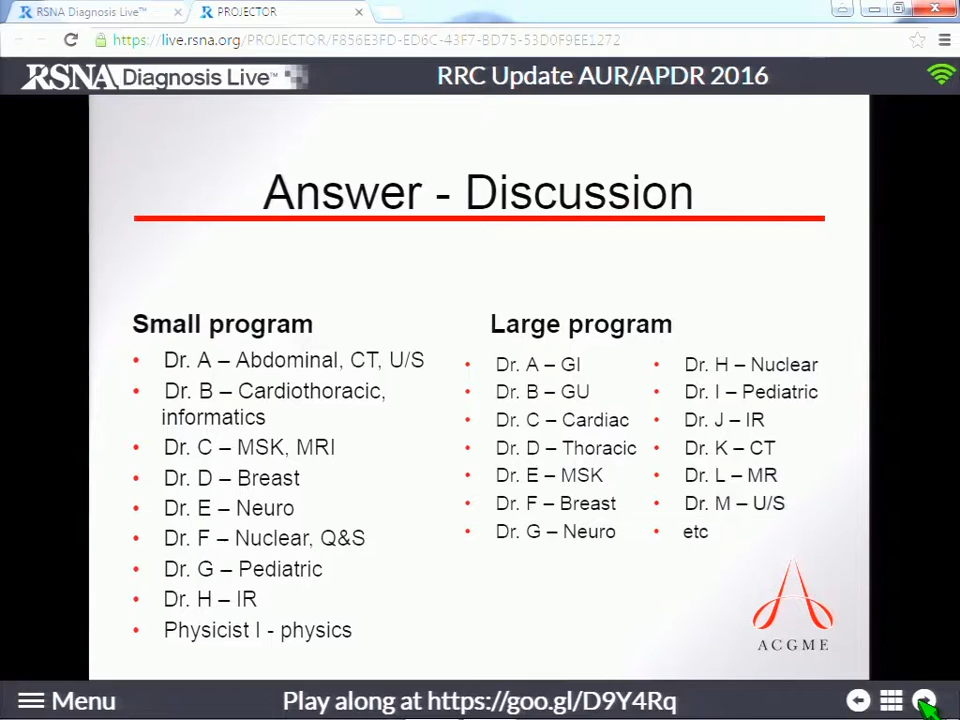 RSNA Diagnosis Live™
PROJECTOR
https://live.rsna.org/PROJECTOR/F856E3FD-ED6C-43F7-BD75-53D0F9EE1272
RSNA Diagnosis Live™
RRC Update AUR/APDR 2016
Answer - Discussion
Small program
• Dr. A – Abdominal, CT, U/S
• Dr. B – Cardiothoracic,
informatics
• Dr. C – MSK, MRI
• Dr. D – Breast
• Dr. E – Neuro
• Dr. F – Nuclear, Q&S
• Dr. G – Pediatric
• Dr. H – IR
• Physicist I - physics
Large program
• Dr. A – GI
• Dr. B – GU
• Dr. C – Cardiac
• Dr. D – Thoracic
• Dr. E – MSK
• Dr. F – Breast
• Dr. G – Neuro
• Dr. H – Nuclear
• Dr. I – Pediatric
• Dr. J – IR
• Dr. K – CT
• Dr. L – MR
• Dr. M – U/S
• etc
ACGME
Menu
Play along at https://goo.gl/D9Y4Rq